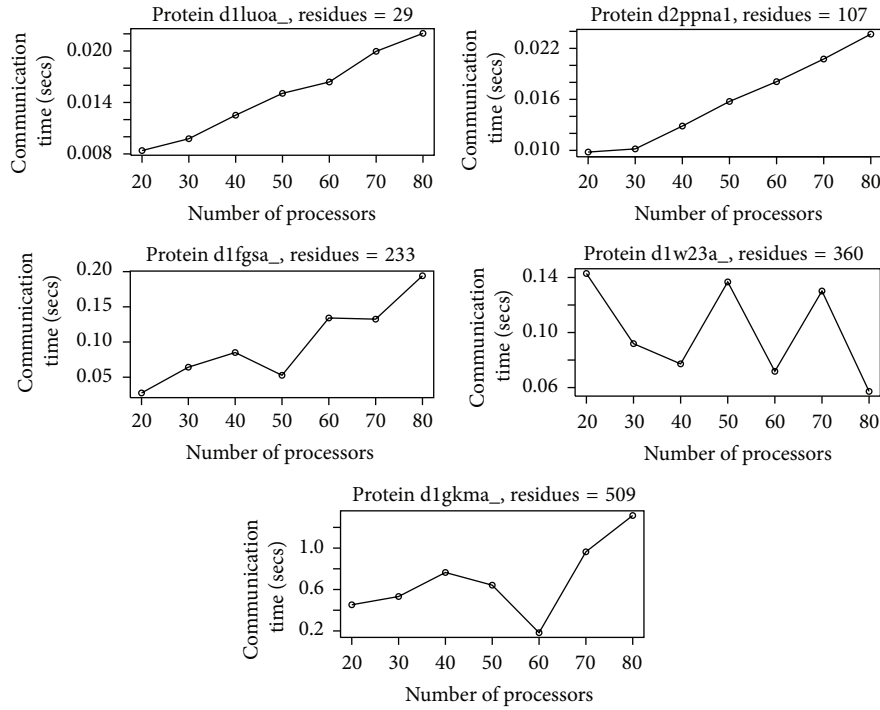 Protein d1luoa_, residues = 29
Communication
time (secs)
0.020
0.014
0.008
20 30 40 50 60 70 80
Number of processors
Protein d2ppna1, residues = 107
Communication
time (secs)
0.022
0.016
0.010
20 30 40 50 60 70 80
Number of processors
Protein d1fgsa_, residues = 233
Communication
time (secs)
0.20
0.15
0.10
0.05
20 30 40 50 60 70 80
Number of processors
Protein d1w23a_, residues = 360
Communication
time (secs)
0.14
0.10
0.06
20 30 40 50 60 70 80
Number of processors
Protein d1gkma_, residues = 509
Communication
time (secs)
1.0
0.6
0.2
20 30 40 50 60 70 80
Number of processors